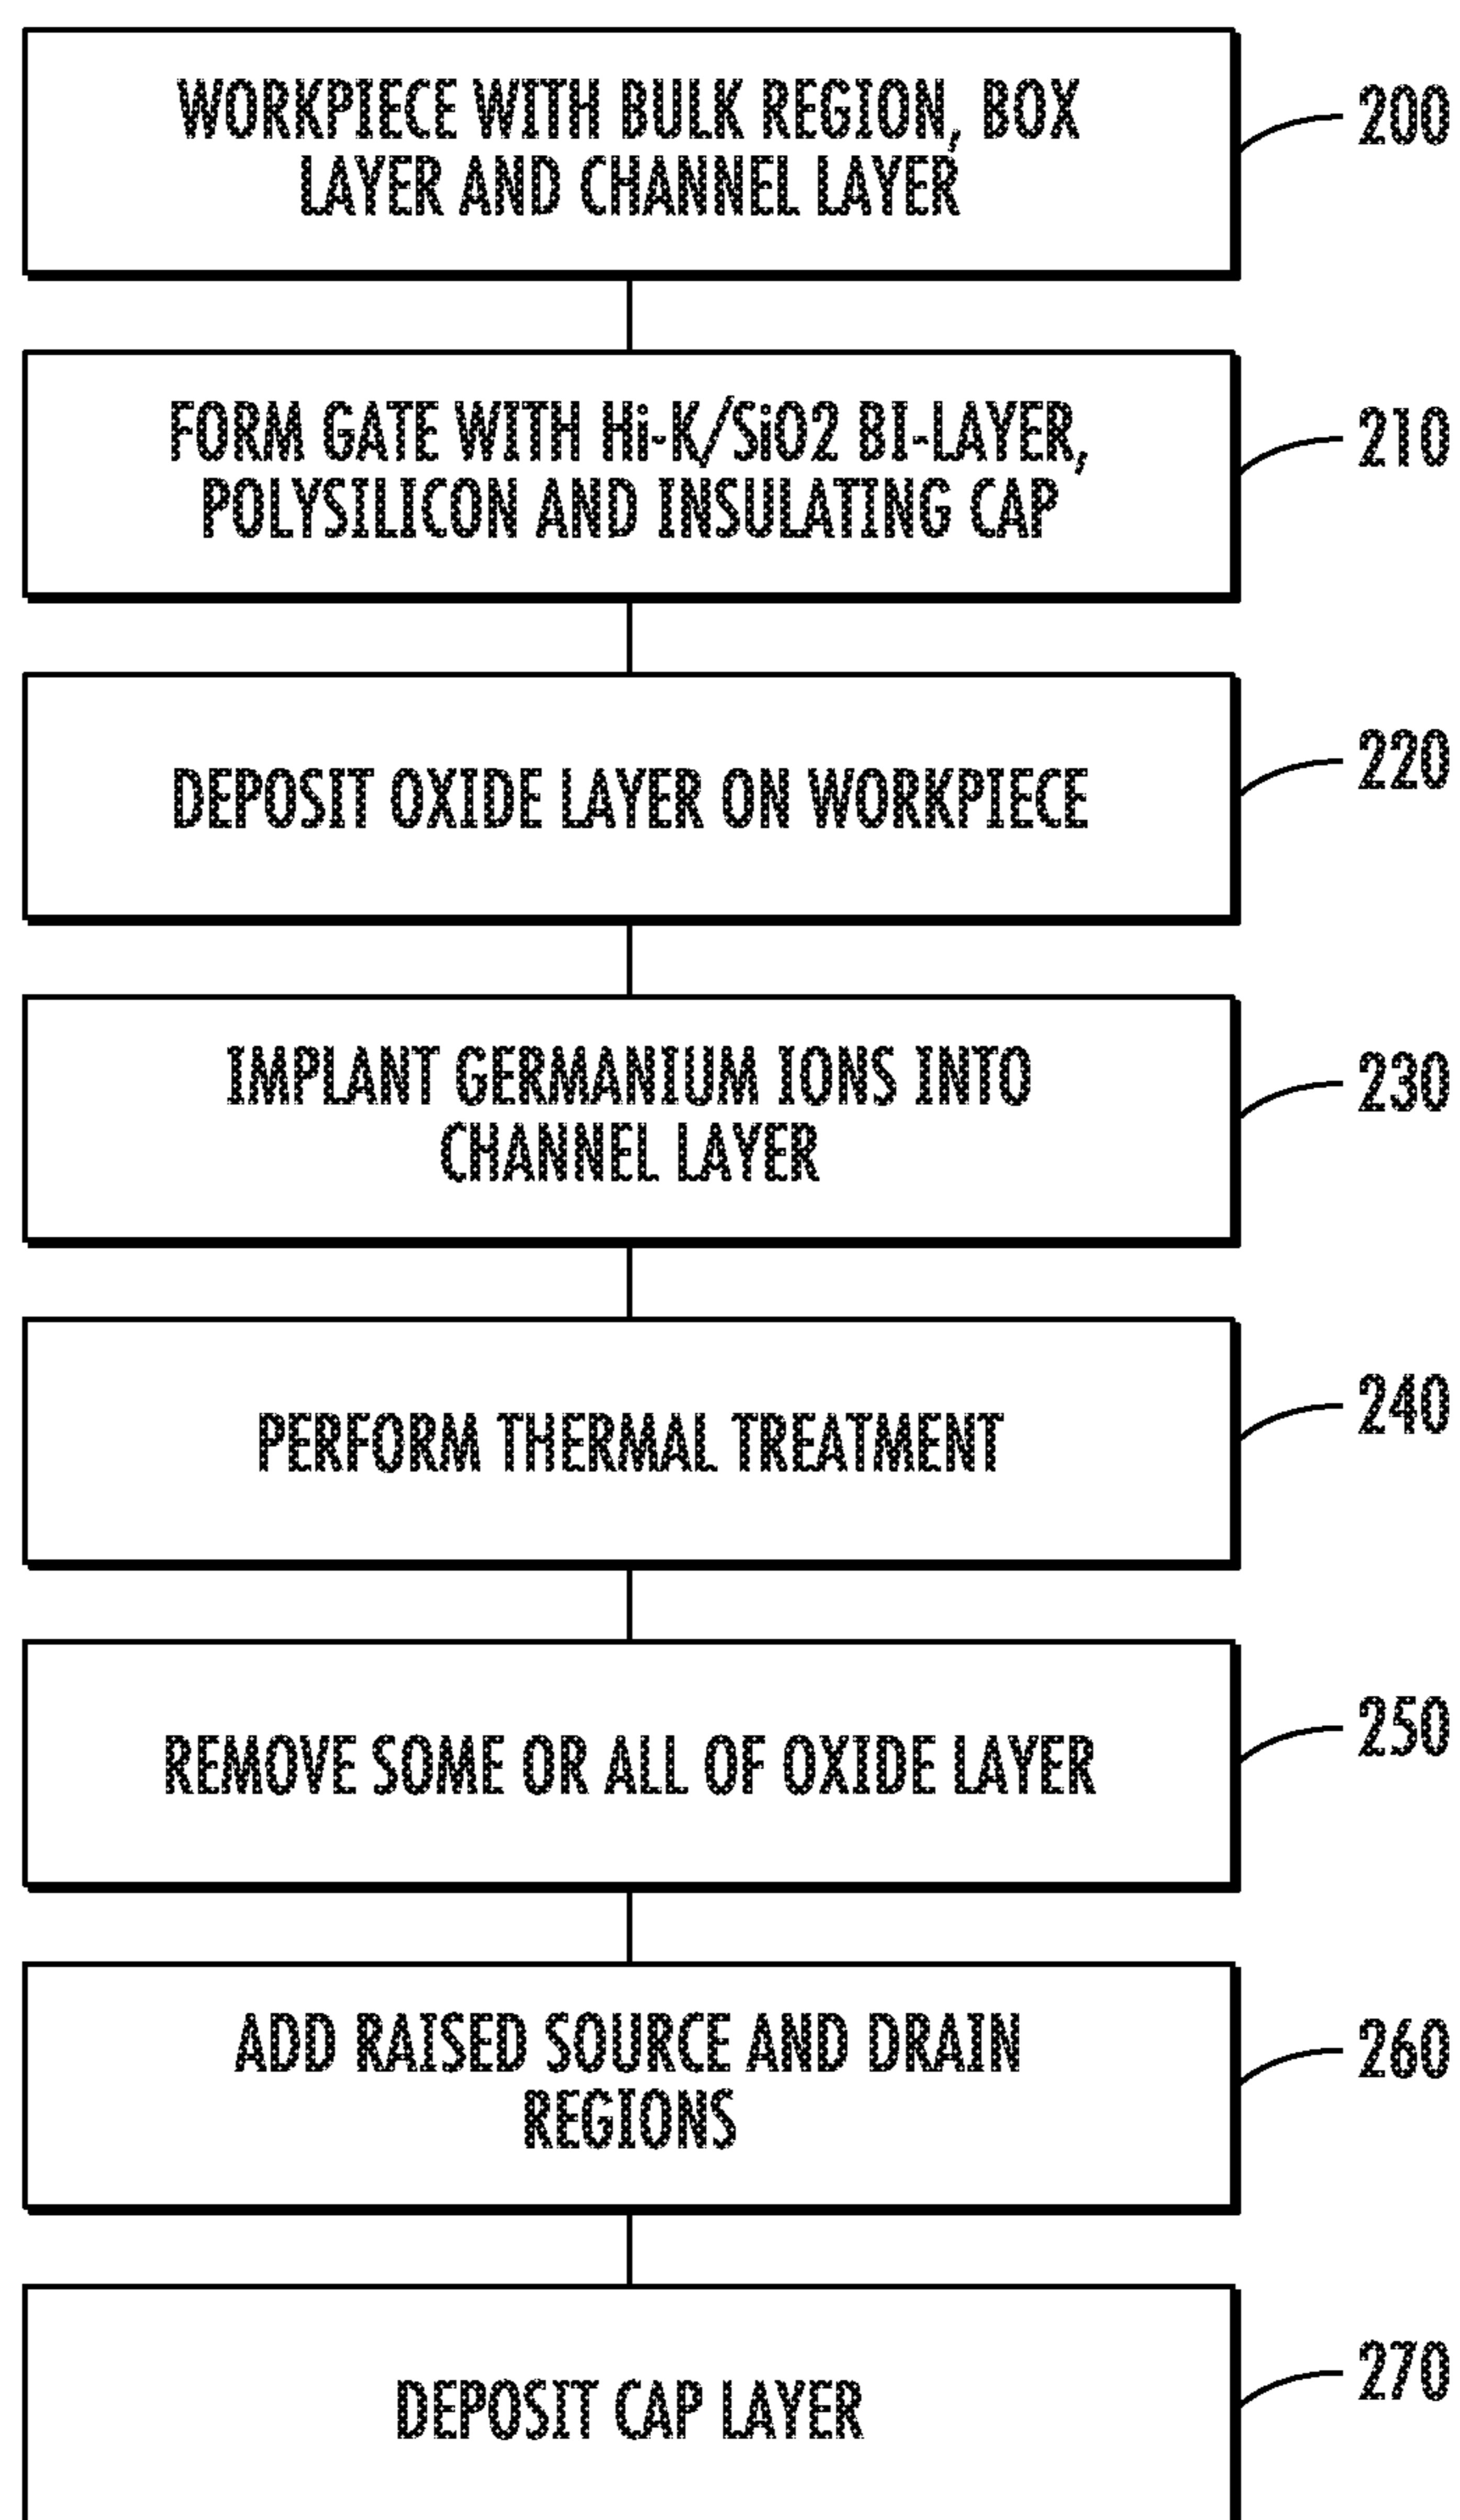 WORKPIECE WITH BULK REGION, BOX
LAYER AND CHANNEL LAYER
200
FORM GATE WITH Hi-K/SiO2 BI-LAYER,
POLYSILICON AND INSULATING CAP
210
DEPOSIT OXIDE LAYER ON WORKPIECE
220
IMPLANT GERMANIUM IONS INTO
CHANNEL LAYER
230
PERFORM THERMAL TREATMENT
240
REMOVE SOME OR ALL OF OXIDE LAYER
250
ADD RAISED SOURCE AND DRAIN
REGIONS
260
DEPOSIT CAP LAYER
270